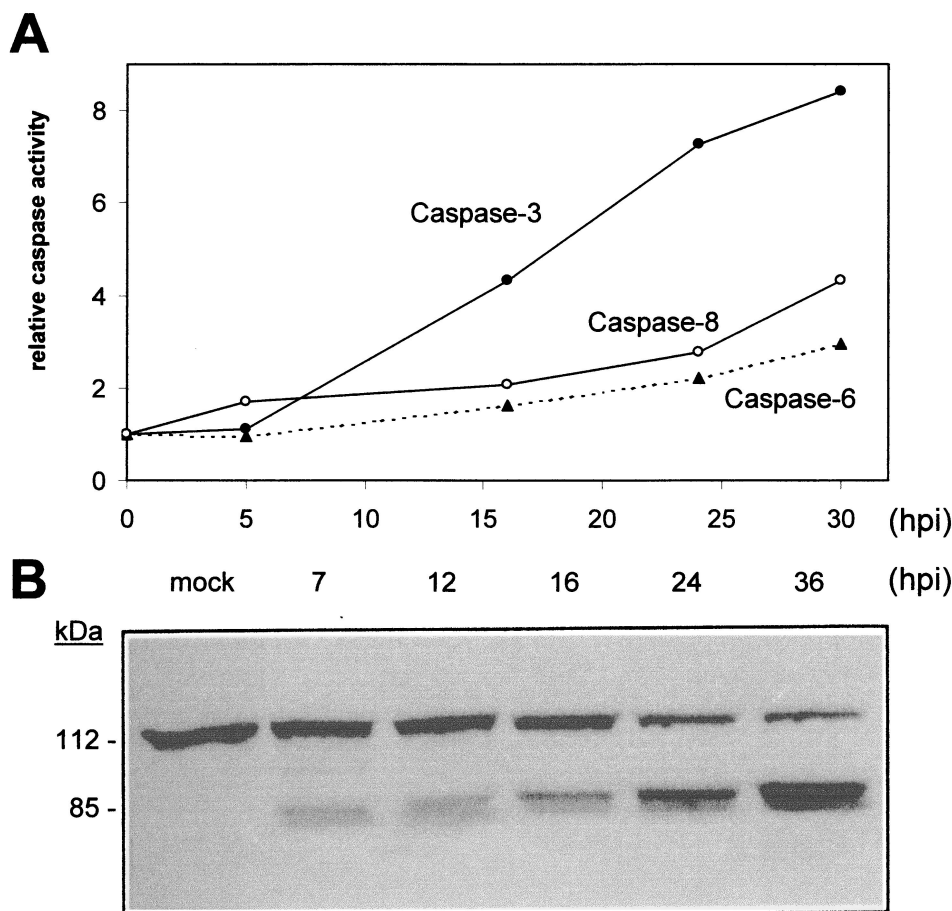 A
relative caspase activity
8
6
4
2
0
Caspase-3
Caspase-8
Caspase-6
0 5 10 15 20 25 30 (hpi)
B
mock 7 12 16 24 36 (hpi)
kDa
112 -
85 -